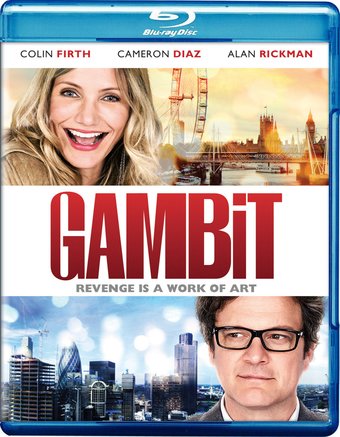 Blu-ray Disc
COLIN FIRTH CAMERON DIAZ ALAN RICKMAN
GAMBiT
REVENGE IS A WORK OF ART